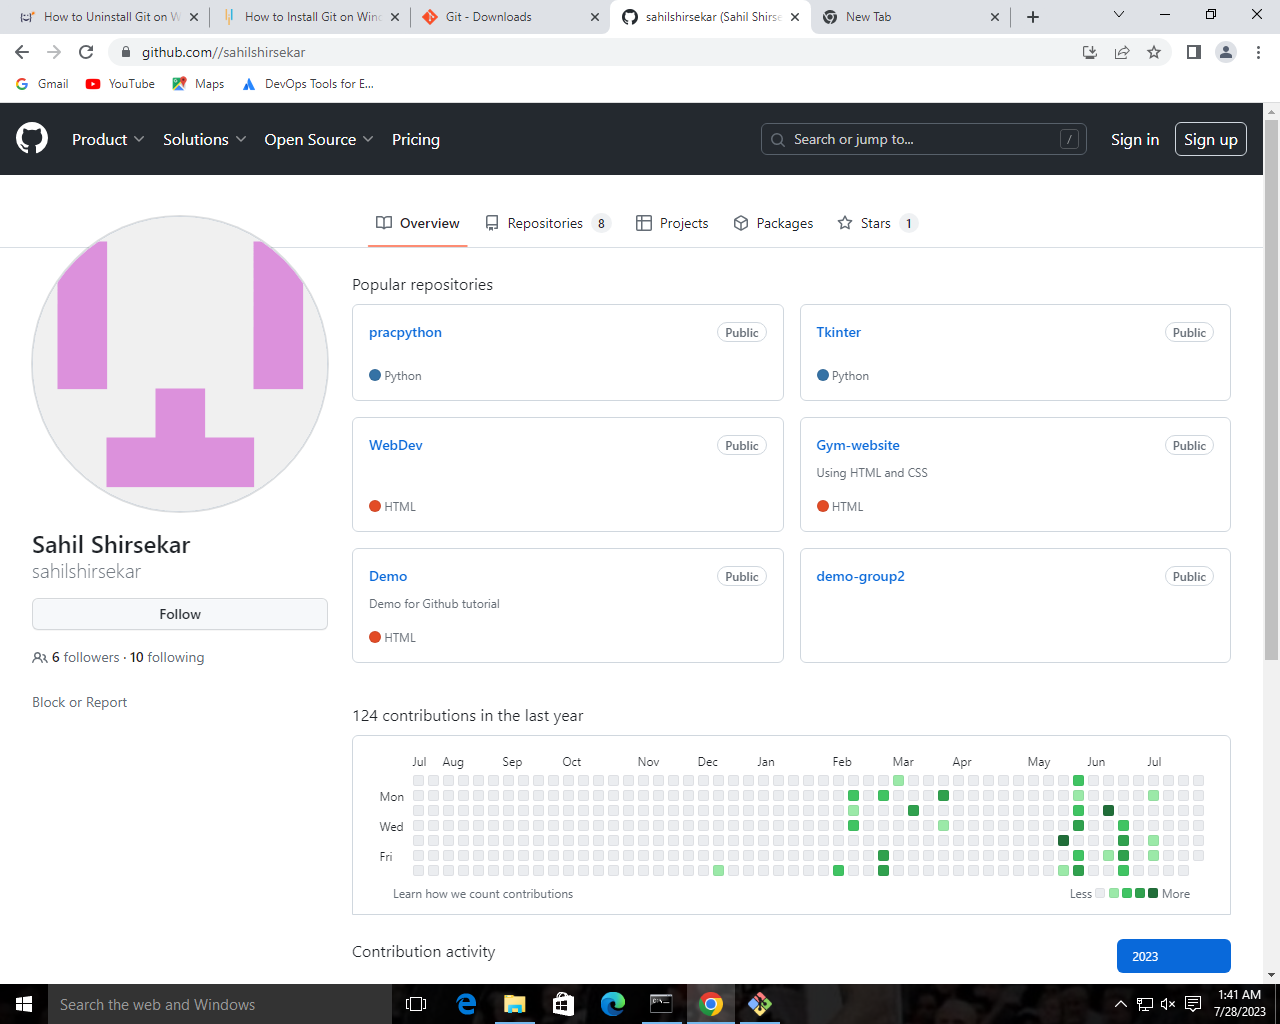 How to Uninstall Git on W
How to Install Git on Wind
Git - Downloads
sahilshirsekar (Sahil Shirse
New Tab
github.com//sahilshirsekar
Gmail
YouTube
Maps
DevOps Tools for E...
Product
Solutions
Open Source
Pricing
Search or jump to...
/
Sign in
Sign up
Overview
Repositories 8
Projects
Packages
Stars 1
Popular repositories
pracpython
Public
Python
Tkinter
Public
Python
WebDev
Public
HTML
Gym-website
Public
Using HTML and CSS
HTML
Demo
Public
Demo for Github tutorial
HTML
demo-group2
Public
Sahil Shirsekar
sahilshirsekar
Follow
6 followers · 10 following
Block or Report
124 contributions in the last year
Jul Aug Sep Oct Nov Dec Jan Feb Mar Apr May Jun Jul
Mon
Wed
Fri
Learn how we count contributions
Less
More
Contribution activity
2023
Search the web and Windows
1:41 AM
7/28/2023